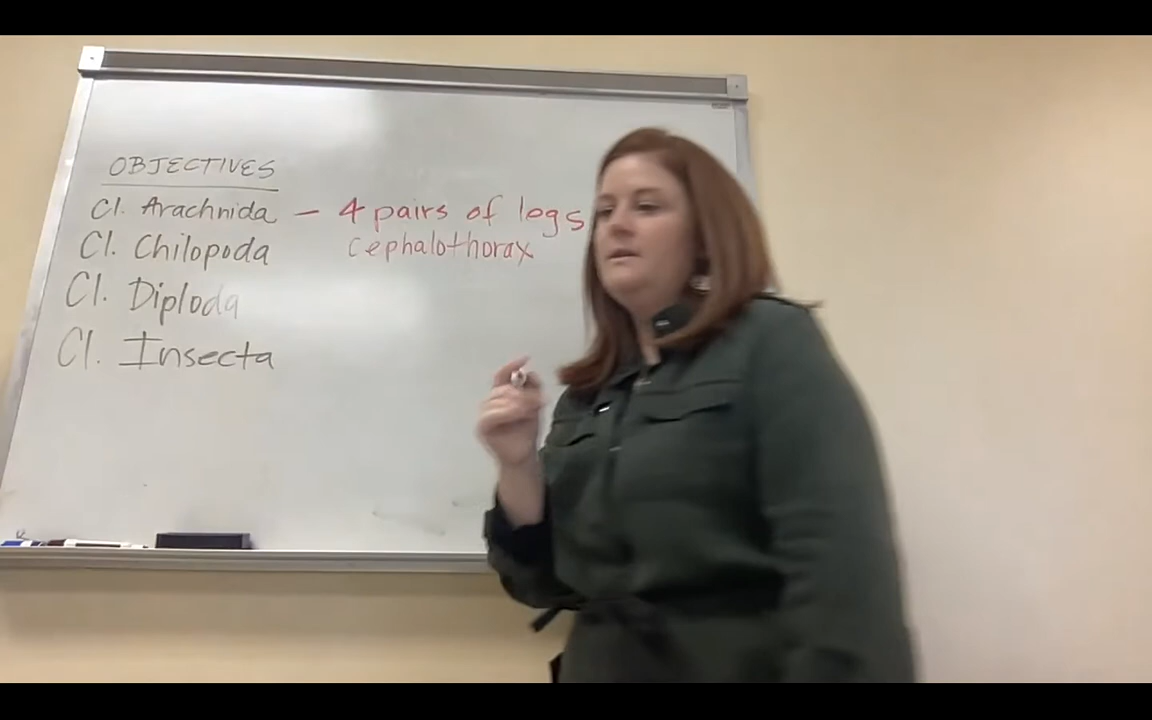 OBJECTIVES
Cl. Arachnida – 4 pairs of legs
cephalothorax
Cl. Chilopoda
Cl. Diploda
Cl. Insecta